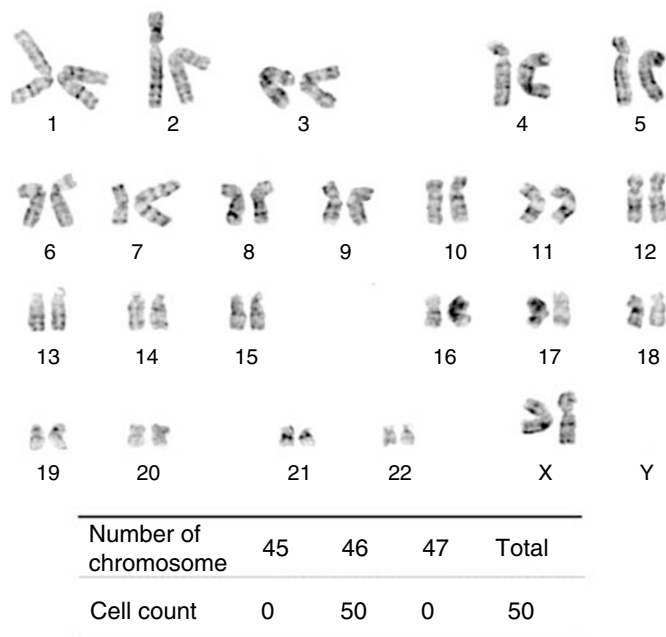 1 2 3 4 5
6 7 8 9 10 11 12
13 14 15 16 17 18
19 20 21 22 X Y
Number of
chromosome 45 46 47 Total
Cell count 0 50 0 50